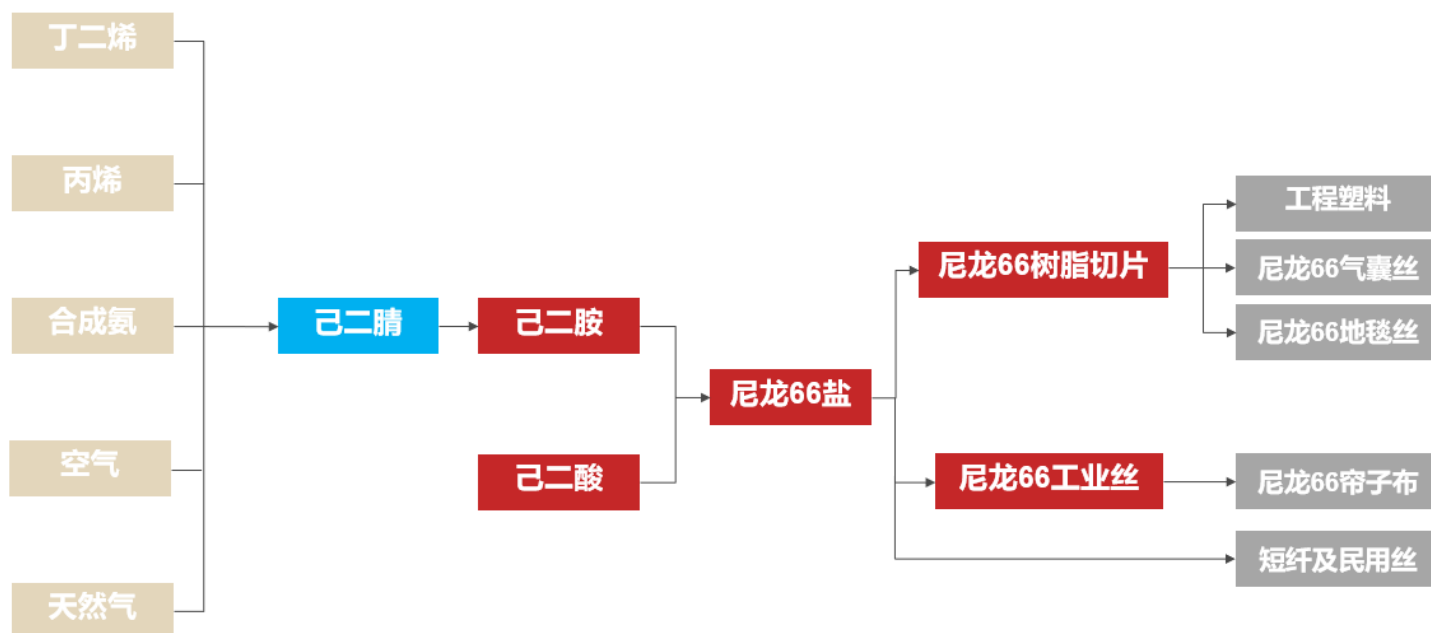 丁二烯
丙烯
合成氨
空气
天然气
己二腈
己二胺
己二酸
尼龙66盐
尼龙66树脂切片
尼龙66工业丝
工程塑料
尼龙66气囊丝
尼龙66地毯丝
尼龙66帘子布
短纤及民用丝